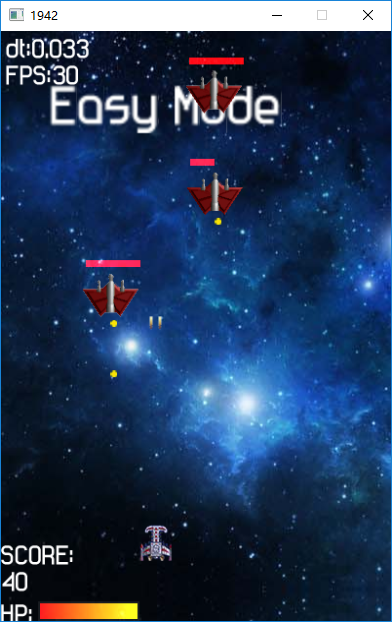 1942
dt:0.033
FPS:30
Easy Mode
SCORE:
40
HP: